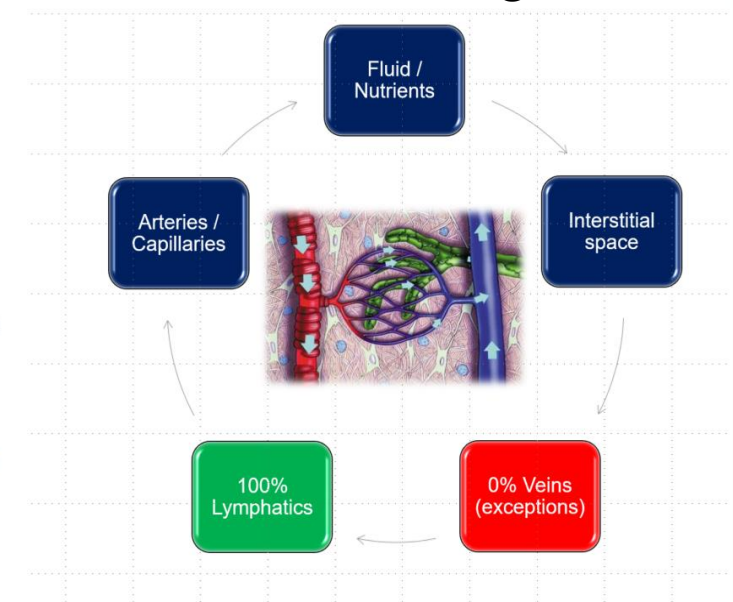 Fluid /
Nutrients
Arteries /
Capillaries
Interstitial
space
100%
Lymphatics
0% Veins
(exceptions)